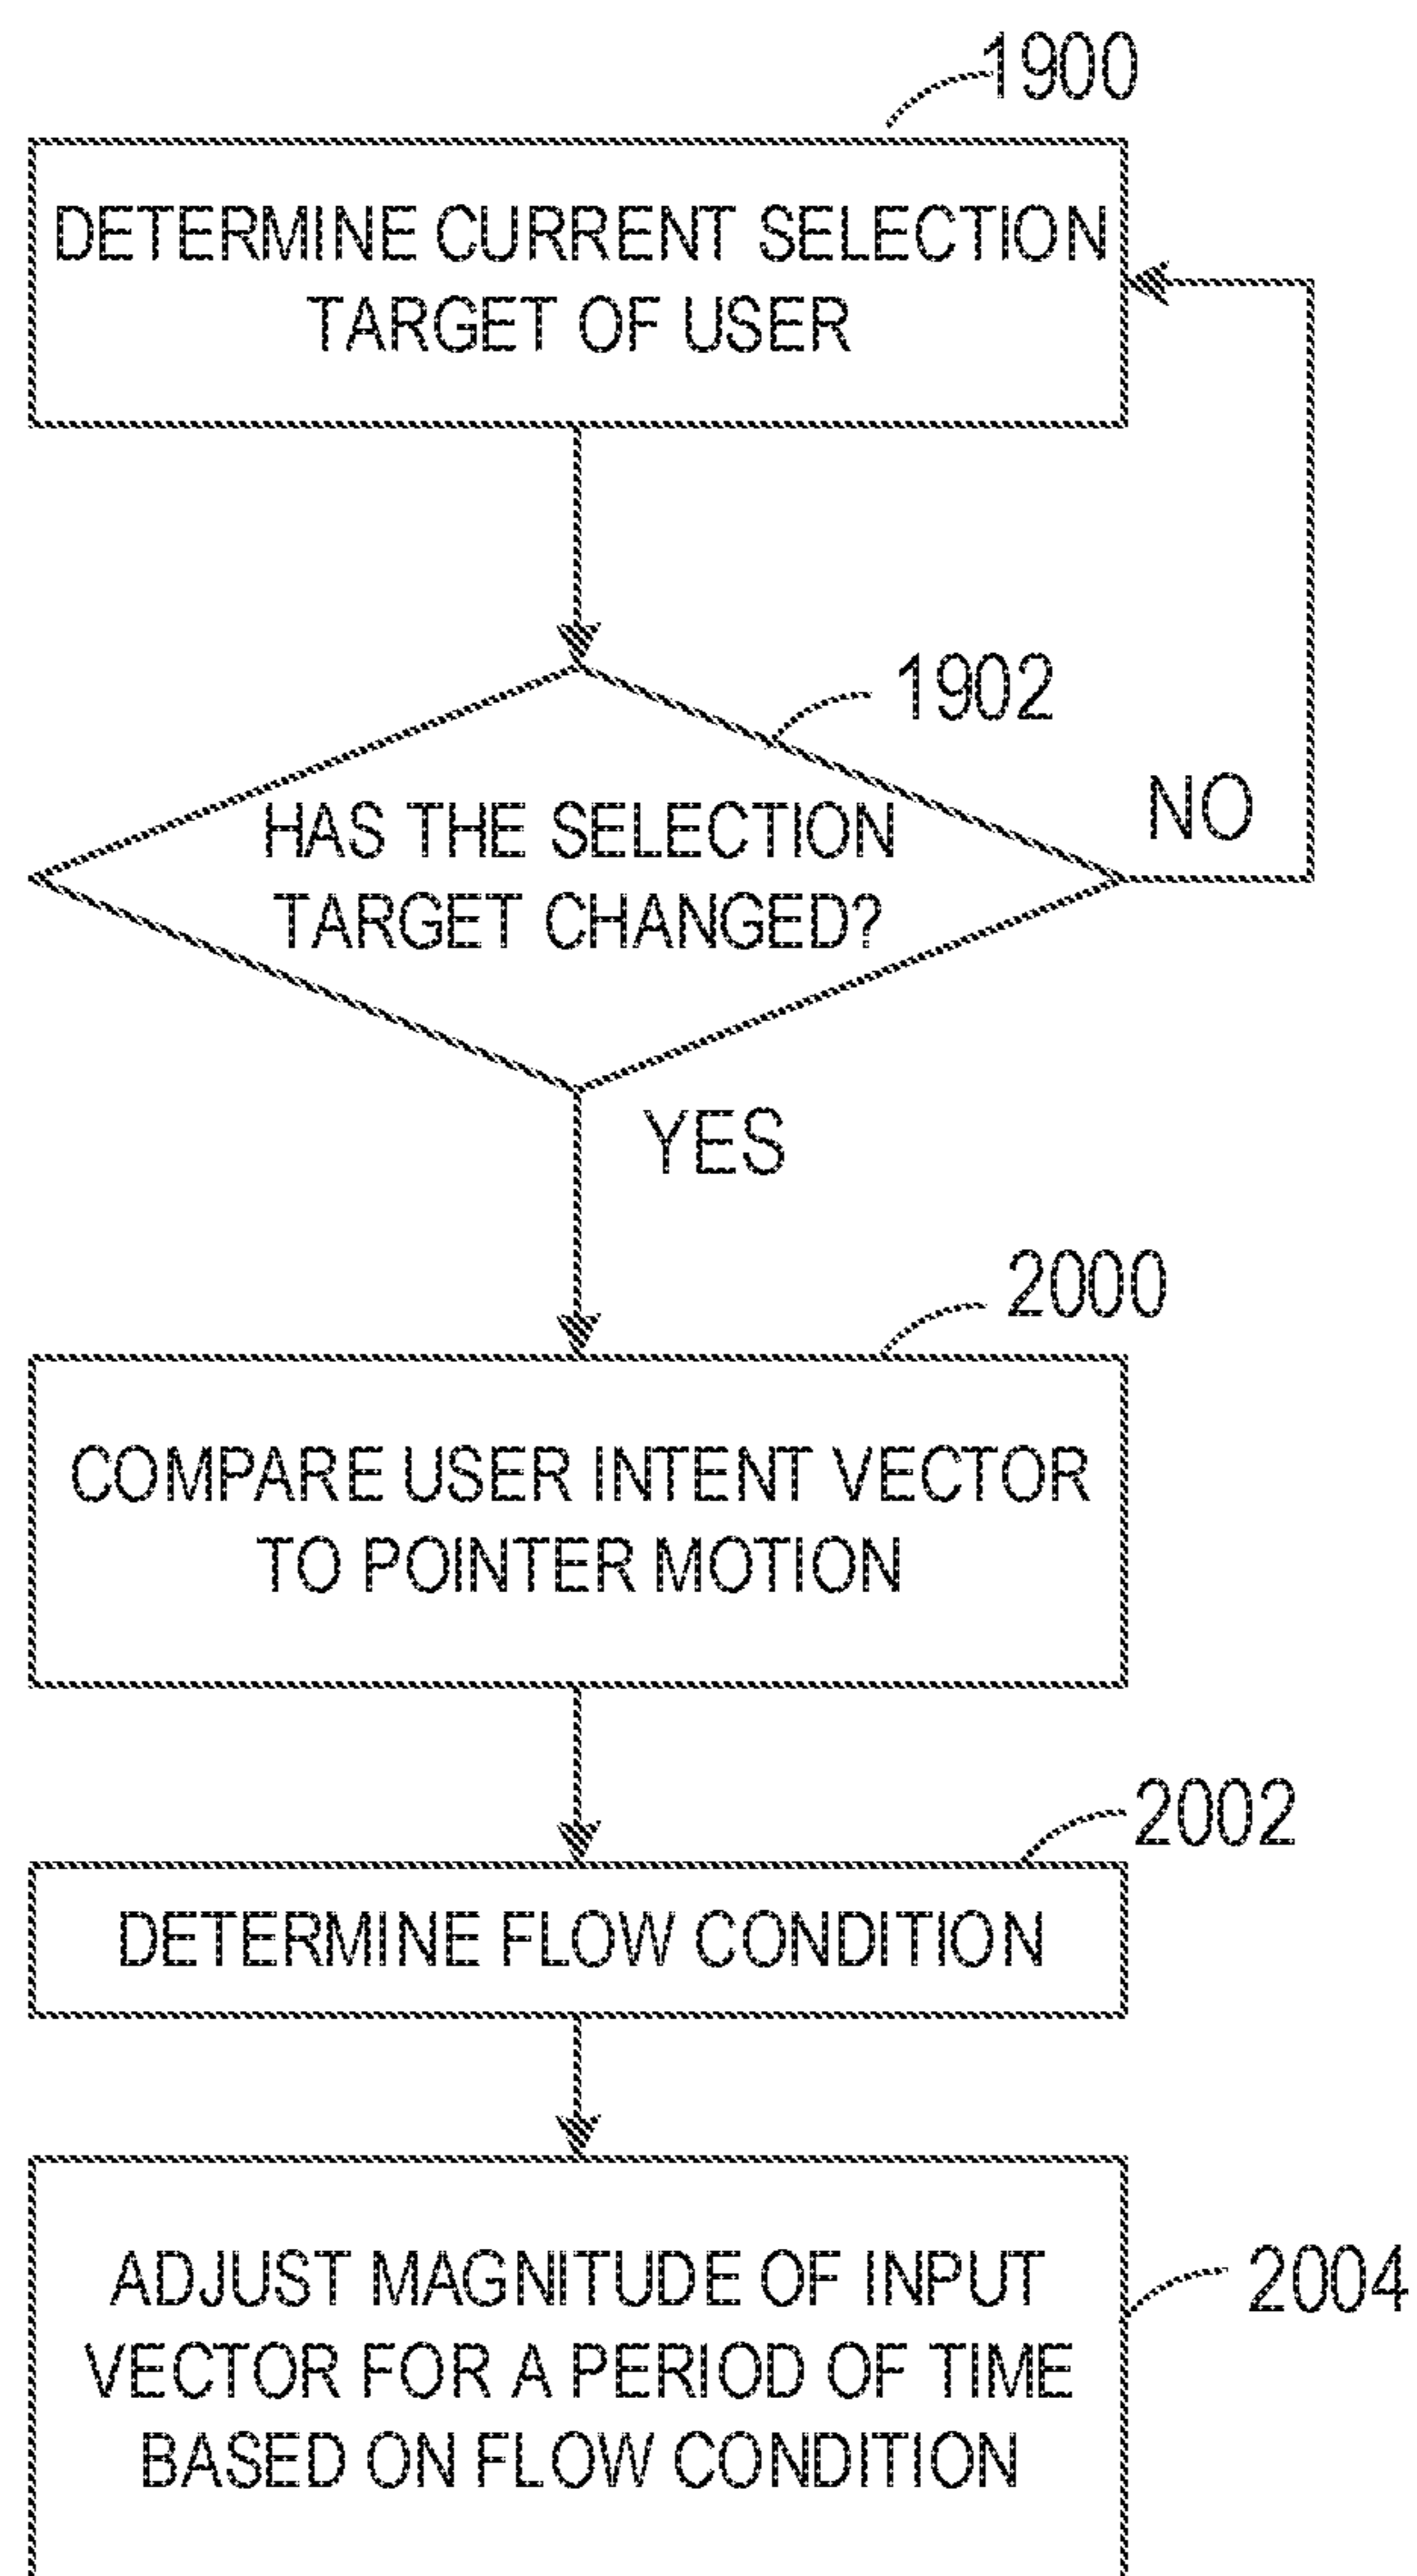 1900
DETERMINE CURRENT SELECTION
TARGET OF USER
1902
HAS THE SELECTION
TARGET CHANGED?
NO
YES
2000
COMPARE USER INTENT VECTOR
TO POINTER MOTION
2002
DETERMINE FLOW CONDITION
2004
ADJUST MAGNITUDE OF INPUT
VECTOR FOR A PERIOD OF TIME
BASED ON FLOW CONDITION